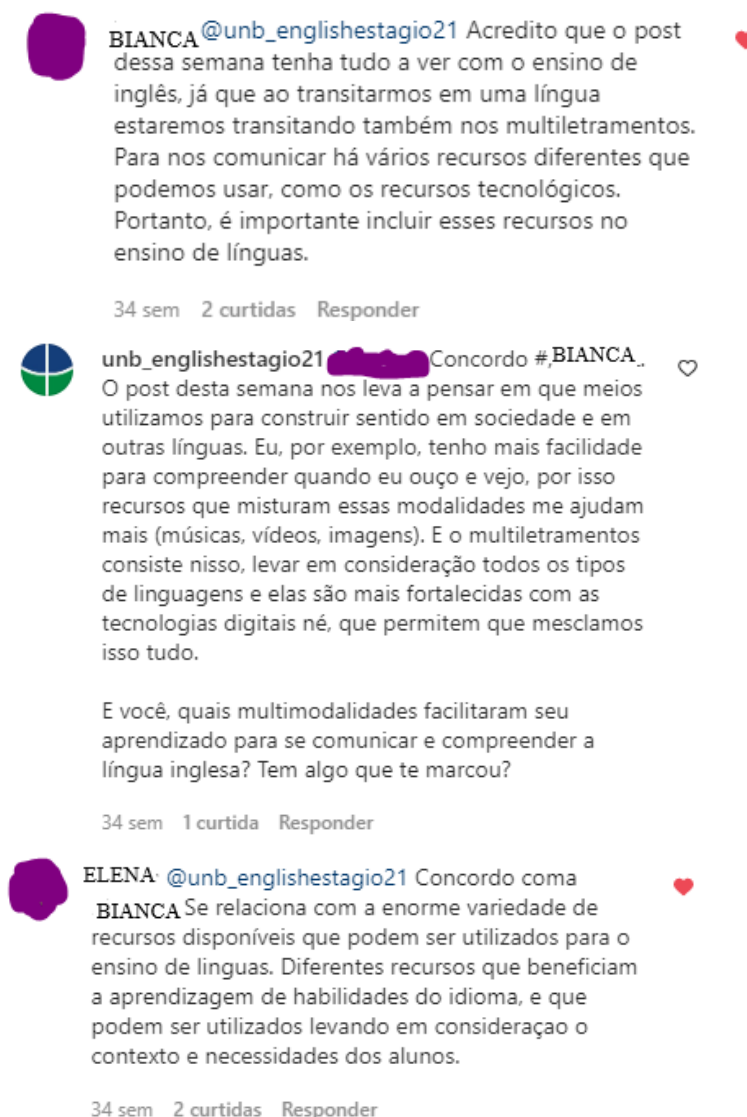 BIANCA @unb_englishestagio21 Acredito que o post
dessa semana tenha tudo a ver com o ensino de
inglês, já que ao transitarmos em uma língua
estaremos transitando também nos multiletramentos.
Para nos comunicar há vários recursos diferentes que
podemos usar, como os recursos tecnológicos.
Portanto, é importante incluir esses recursos no
ensino de línguas.
34 sem 2 curtidas Responder
unb_englishestagio21 Concordo #,BIANCA..
O post desta semana nos leva a pensar em que meios
utilizamos para construir sentido em sociedade e em
outras línguas. Eu, por exemplo, tenho mais facilidade
para compreender quando eu ouço e vejo, por isso
recursos que misturam essas modalidades me ajudam
mais (músicas, vídeos, imagens). E o multiletramentos
consiste nisso, levar em consideração todos os tipos
de linguagens e elas são mais fortalecidas com as
tecnologias digitais né, que permitem que mesclamos
isso tudo.
E você, quais multimodalidades facilitaram seu
aprendizado para se comunicar e compreender a
língua inglesa? Tem algo que te marcou?
34 sem 1 curtida Responder
ELENA @unb_englishestagio21 Concordo coma
BIANCA Se relaciona com a enorme variedade de
recursos disponíveis que podem ser utilizados para o
ensino de linguas. Diferentes recursos que beneficiam
a aprendizagem de habilidades do idioma, e que
podem ser utilizados levando em consideraçao o
contexto e necessidades dos alunos.
34 sem 2 curtidas Responder